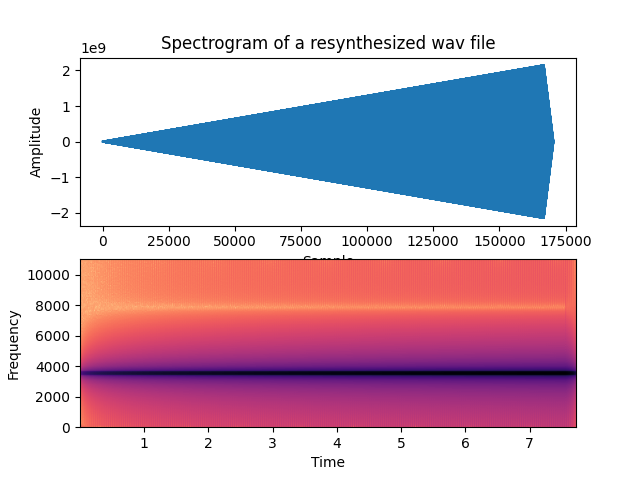 Spectrogram of a resynthesized wav file
1e9
2
1
0
−1
−2
Amplitude
0 25000 50000 75000 100000 125000 150000 175000
Sample
10000
8000
6000
4000
2000
0
Frequency
1 2 3 4 5 6 7
Time